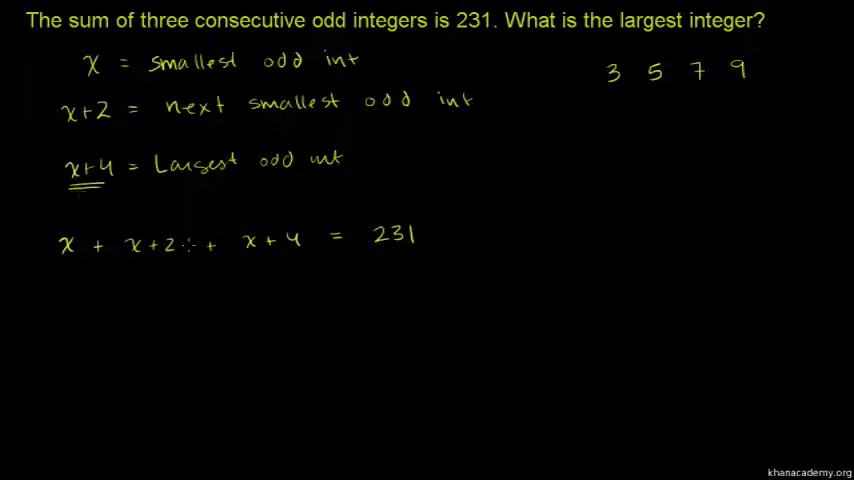 The sum of three consecutive odd integers is 231. What is the largest integer?
x = smallest odd int
3 5 7 9
x+2 = next smallest odd int
x+4 = Largest odd int
x + x+2 + x+4 = 231
khanacademy.org